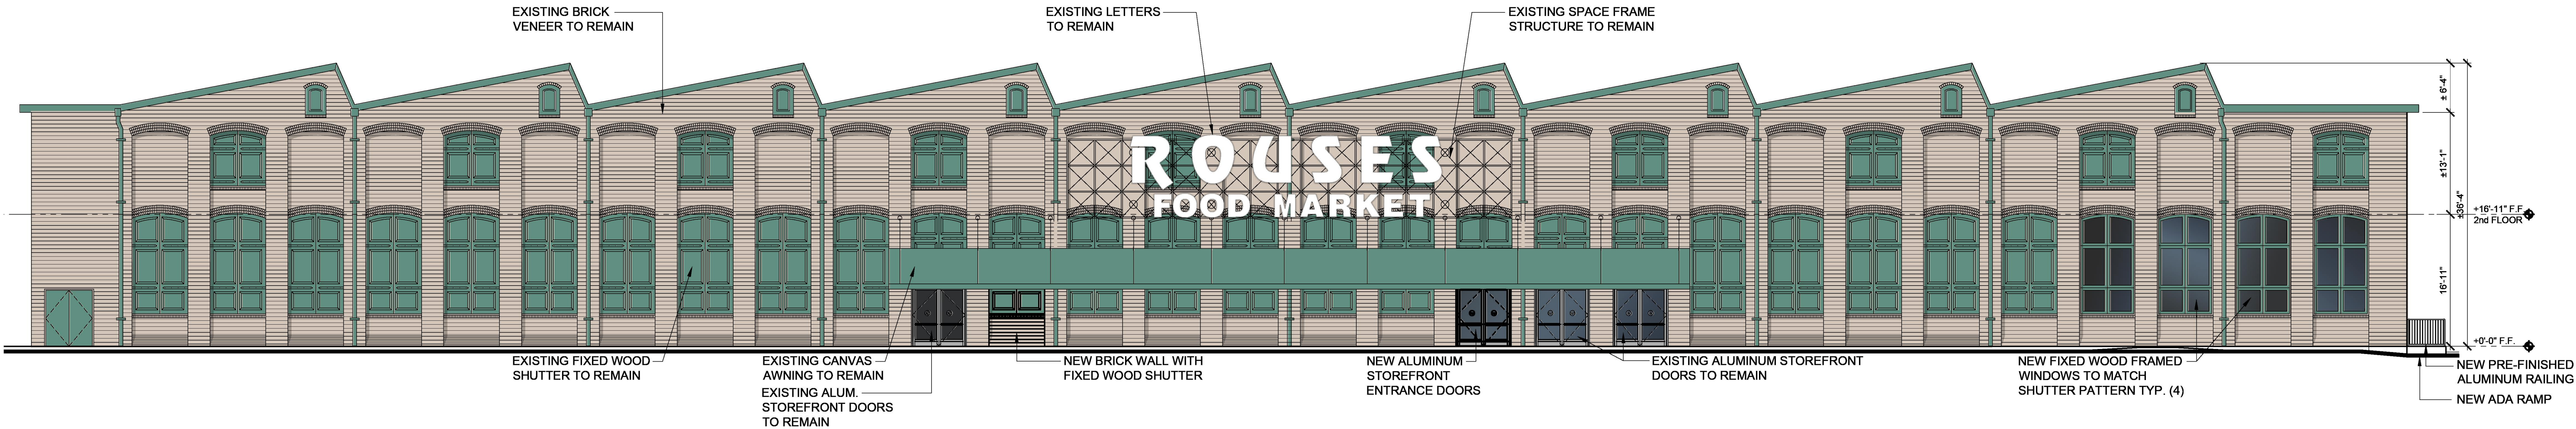 EXISTING BRICK
VENEER TO REMAIN
EXISTING LETTERS
TO REMAIN
EXISTING SPACE FRAME
STRUCTURE TO REMAIN
ROUSES
FOOD MARKET
± 6'-4"
±13'-1"
±36'-4"
16'-11"
+16'-11" F.F.
2nd FLOOR
+0'-0" F.F.
EXISTING FIXED WOOD
SHUTTER TO REMAIN
EXISTING CANVAS
AWNING TO REMAIN
EXISTING ALUM.
STOREFRONT DOORS
TO REMAIN
NEW BRICK WALL WITH
FIXED WOOD SHUTTER
NEW ALUMINUM
STOREFRONT
ENTRANCE DOORS
EXISTING ALUMINUM STOREFRONT
DOORS TO REMAIN
NEW FIXED WOOD FRAMED
WINDOWS TO MATCH
SHUTTER PATTERN TYP. (4)
NEW PRE-FINISHED
ALUMINUM RAILING
NEW ADA RAMP